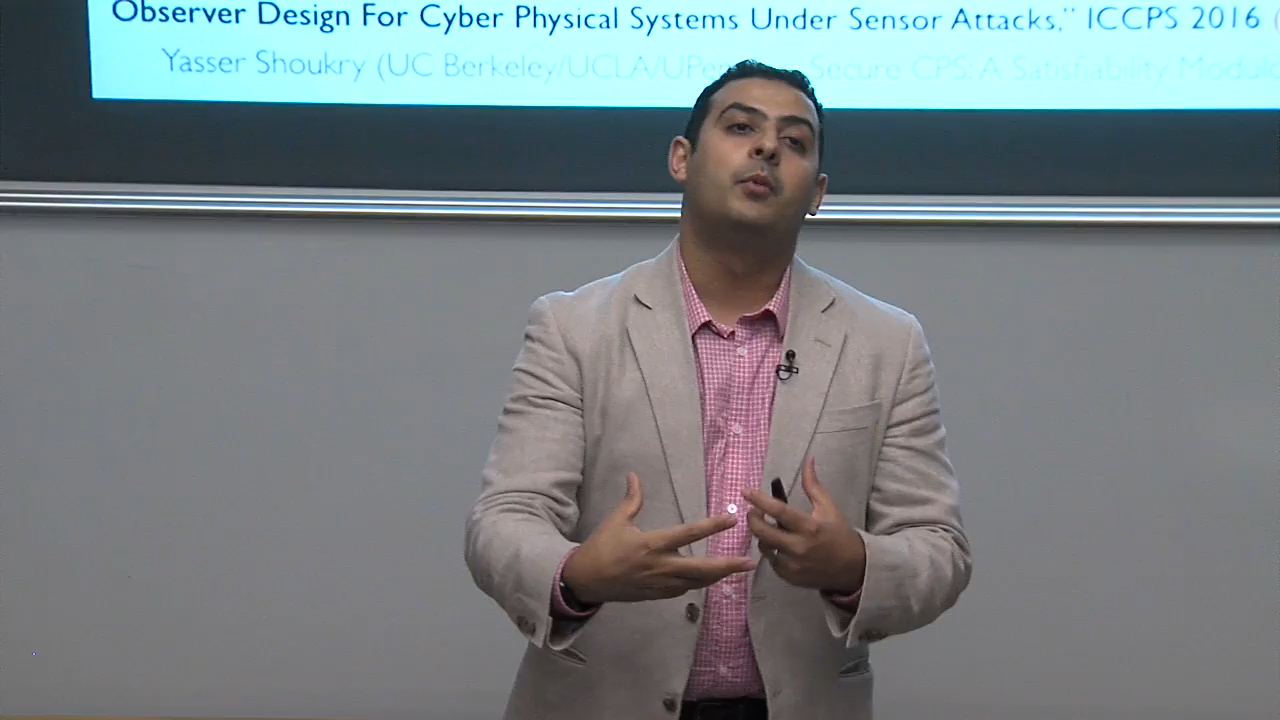 Observer Design For Cyber Physical Systems Under Sensor Attacks,” ICCPS 2016 (
Yasser Shoukry (UC Berkeley/UCLA/UPenn) Secure CPS: A Satisfiability Modulo